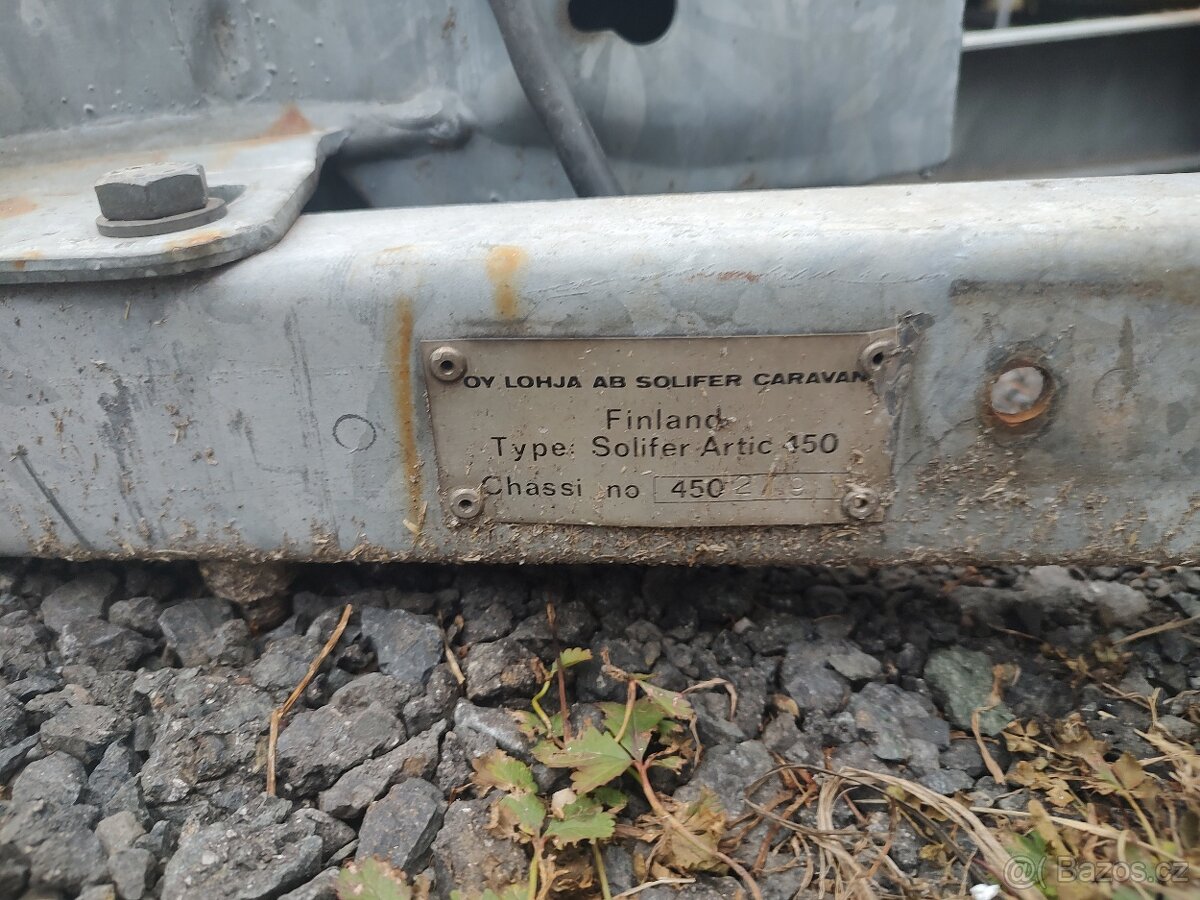 OY LOHJA AB SOLIFER CARAVAN
Finland
Type: Solifer Artic 450
Chassi no 450
@ Bazos.cz